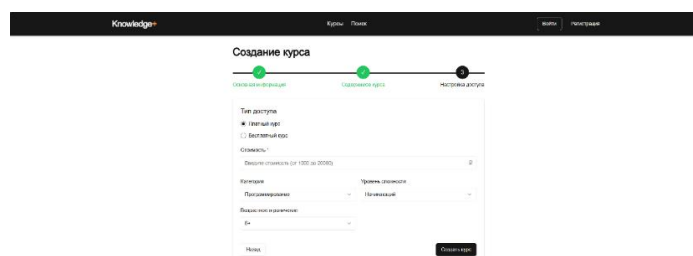 Knowledge+ Курсы Поиск Войти Регистрация
Создание курса
3
Основная информация Содержание курса Настройка доступа
Тип доступа
Платный курс
Бесплатный курс
Стоимость *
Введите стоимость (от 1000 до 20000)
Категория Уровень сложности
Программирование Начинающий
Возрастное ограничение
6+
Назад Создать курс